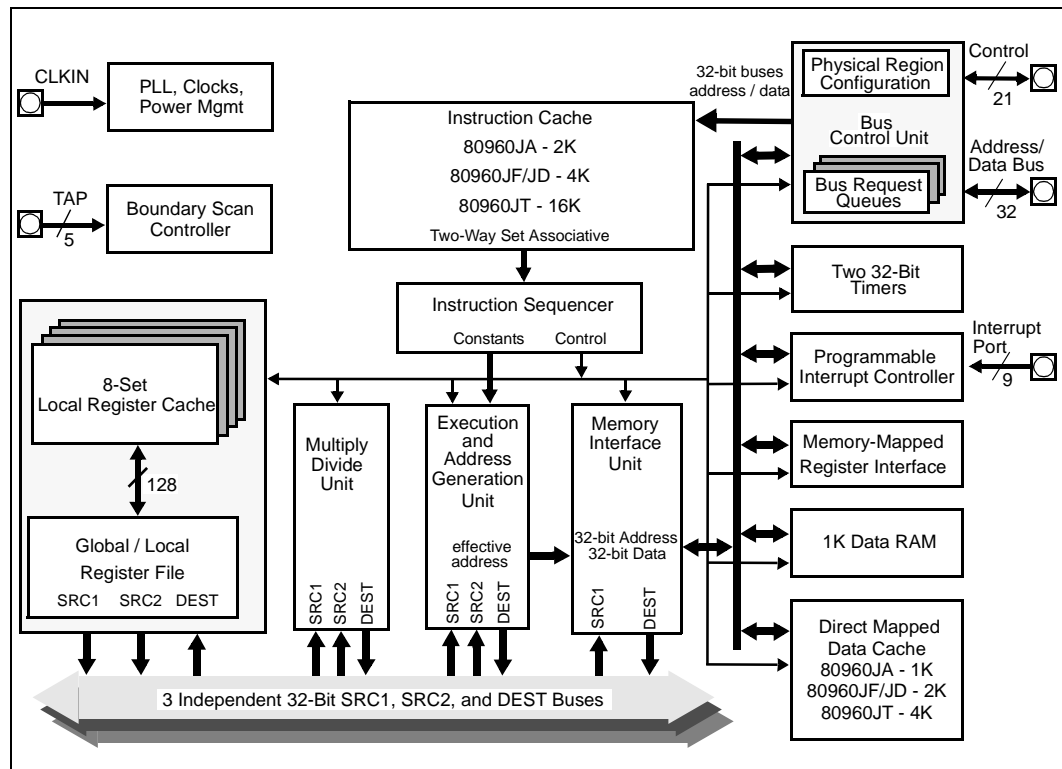 CLKIN
PLL, Clocks,
Power Mgmt
TAP
5
Boundary Scan
Controller
Instruction Cache
80960JA - 2K
80960JF/JD - 4K
80960JT - 16K
Two-Way Set Associative
32-bit buses
address / data
Physical Region
Configuration
Bus
Control Unit
Bus Request
Queues
Control
21
Address/
Data Bus
32
Instruction Sequencer
Constants
Control
Two 32-Bit
Timers
Programmable
Interrupt Controller
Interrupt
Port
9
Memory-Mapped
Register Interface
1K Data RAM
Direct Mapped
Data Cache
80960JA - 1K
80960JF/JD - 2K
80960JT - 4K
8-Set
Local Register Cache
128
Global / Local
Register File
SRC1
SRC2
DEST
Multiply
Divide
Unit
SRC1
SRC2
DEST
Execution
and
Address
Generation
Unit
effective
address
SRC1
SRC2
DEST
Memory
Interface
Unit
32-bit Address
32-bit Data
SRC1
DEST
3 Independent 32-Bit SRC1, SRC2, and DEST Buses